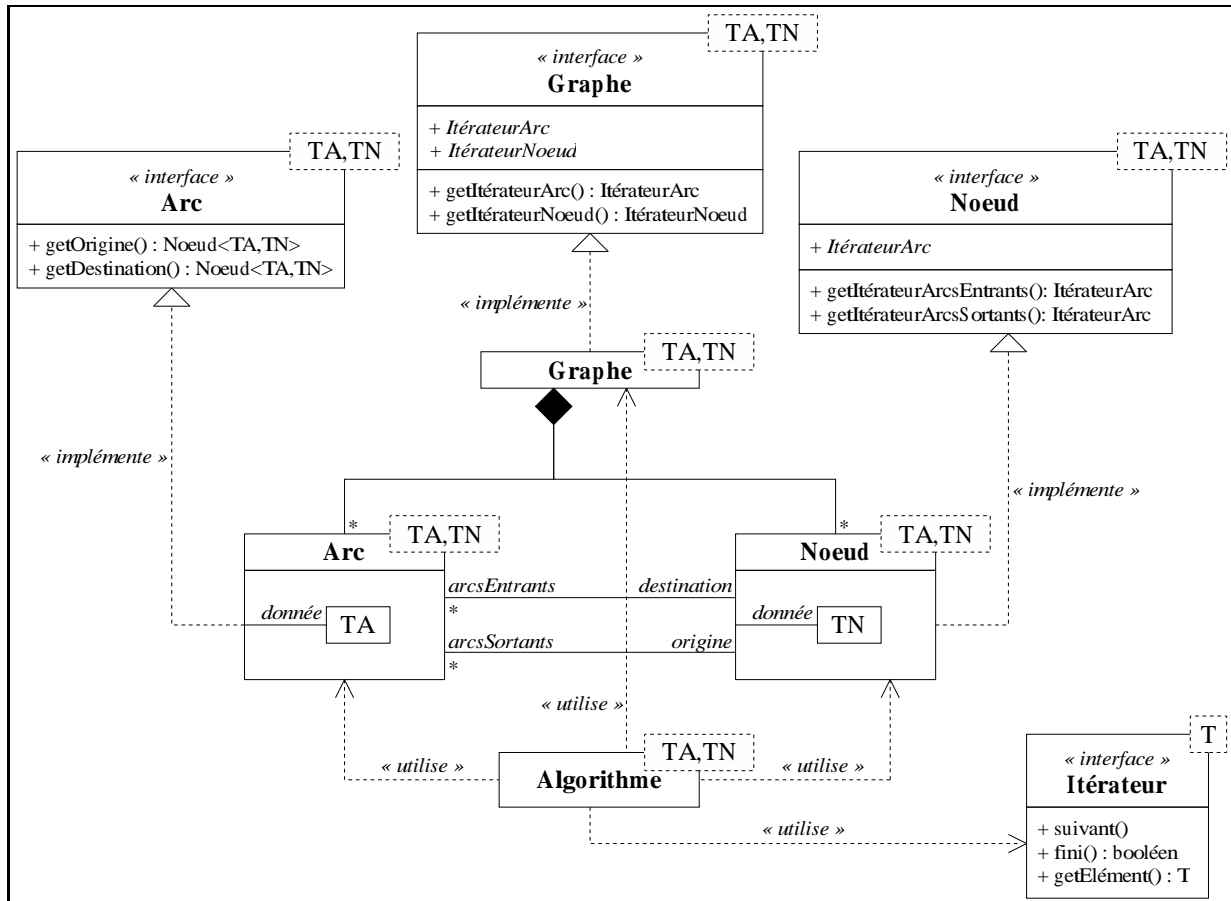 TA,TN
« interface »
Graphe
+ ItérateurArc
+ ItérateurNoeud
+ getItérateurArc() : ItérateurArc
+ getItérateurNoeud() : ItérateurNoeud
TA,TN
« interface »
Arc
+ getOrigine() : Noeud<TA,TN>
+ getDestination() : Noeud<TA,TN>
TA,TN
« interface »
Noeud
+ ItérateurArc
+ getItérateurArcsEntrants(): ItérateurArc
+ getItérateurArcsSortants(): ItérateurArc
« implémente »
TA,TN
Graphe
« implémente »
« implémente »
*
*
TA,TN
Arc
donnée
TA
arcsEntrants
destination
*
arcsSortants
origine
*
TA,TN
Noeud
donnée
TN
« utilise »
« utilise »
TA,TN
Algorithme
« utilise »
« utilise »
T
« interface »
Itérateur
+ suivant()
+ fini() : booléen
+ getElément() : T